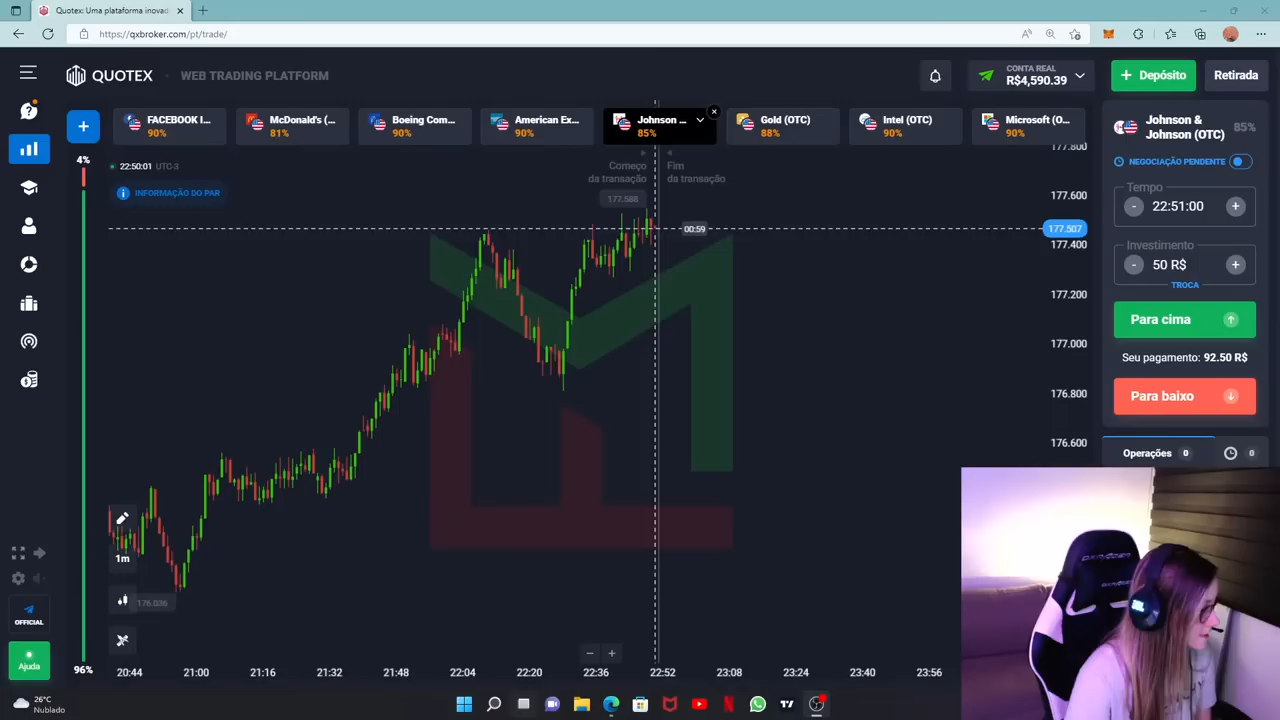 Quotex: Uma plataforma inovad
https://qxbroker.com/pt/trade/
QUOTEX
WEB TRADING PLATFORM
CONTA REAL
R$4,590.39
+ Depósito
Retirada
FACEBOOK I...
90%
McDonald's (...
81%
Boeing Com...
90%
American Ex...
90%
Johnson ...
85%
Gold (OTC)
88%
Intel (OTC)
90%
Microsoft (O...
90%
4%
22:50:01 UTC-3
INFORMAÇÃO DO PAR
Começo
da transação
Fim
da transação
177.588
00:59
177.800
177.600
177.507
177.400
177.200
177.000
176.800
176.600
Johnson &
Johnson (OTC)
85%
NEGOCIAÇÃO PENDENTE
Tempo
- 22:51:00 +
Investimento
- 50 R$ +
TROCA
Para cima
Seu pagamento: 92.50 R$
Para baixo
Operações 0
0
1m
176.036
OFFICIAL
Ajuda
96%
20:44
21:00
21:16
21:32
21:48
22:04
22:20
22:36
22:52
23:08
23:24
23:40
23:56
26°C
Nublado